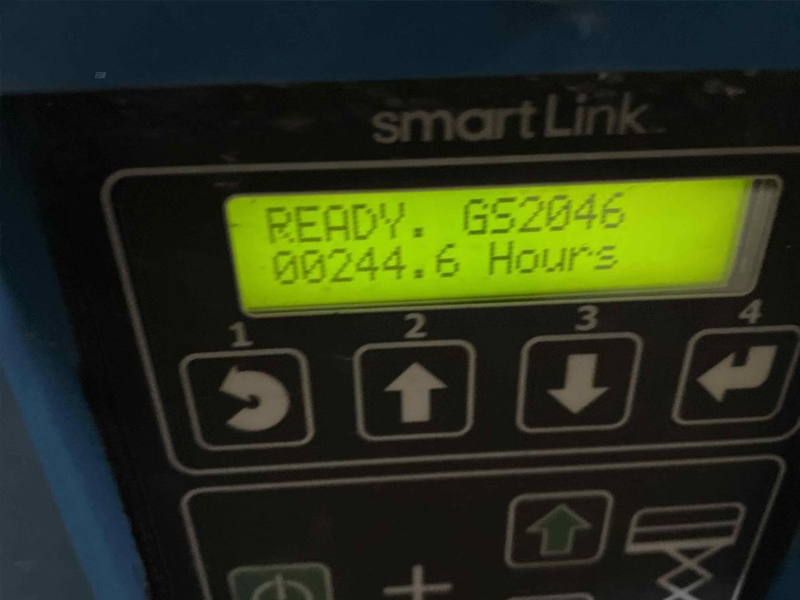 smartLink
READY. GS2046
00244.6 Hours
1 2 3 4